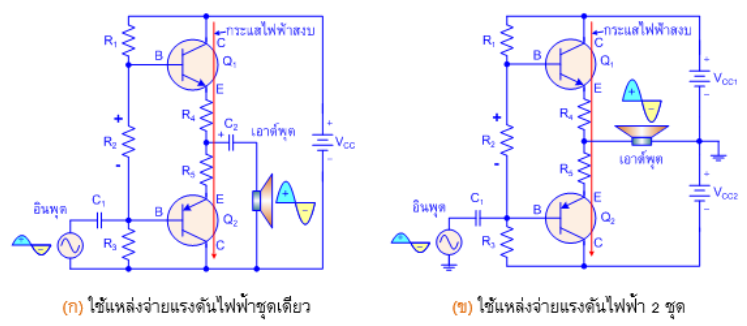 R1
B
C
กระแสไฟฟ้าสงบ
Q1
E
R4
+
R2
-
+ C2
เอาต์พุต
+
VCC
-
R5
อินพุต
C1
B
E
Q2
R3
C
(ก) ใช้แหล่งจ่ายแรงดันไฟฟ้าชุดเดียว
R1
B
C
กระแสไฟฟ้าสงบ
Q1
E
+
VCC1
-
R4
+
R2
-
เอาต์พุต
R5
+
VCC2
-
อินพุต
C1
B
E
Q2
R3
C
(ข) ใช้แหล่งจ่ายแรงดันไฟฟ้า 2 ชุด